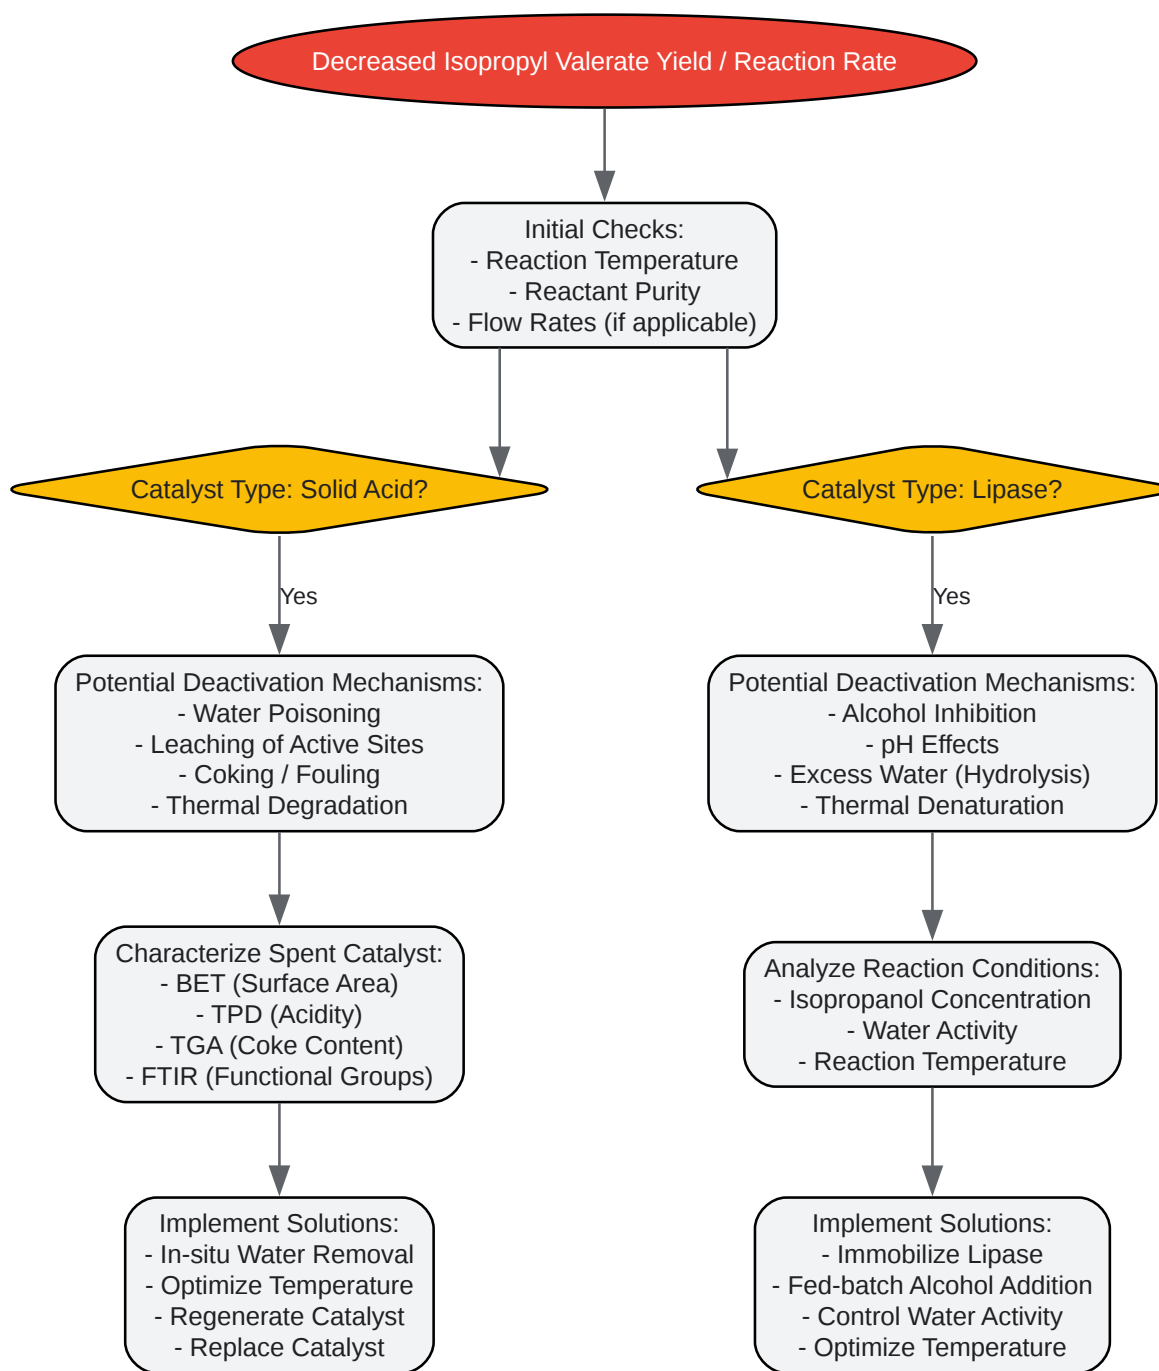 Decreased Isopropyl Valerate Yield / Reaction Rate
Initial Checks:
- Reaction Temperature
- Reactant Purity
- Flow Rates (if applicable)
Catalyst Type: Solid Acid?
Catalyst Type: Lipase?
Yes
Yes
Potential Deactivation Mechanisms:
- Water Poisoning
- Leaching of Active Sites
- Coking / Fouling
- Thermal Degradation
Potential Deactivation Mechanisms:
- Alcohol Inhibition
- pH Effects
- Excess Water (Hydrolysis)
- Thermal Denaturation
Characterize Spent Catalyst:
- BET (Surface Area)
- TPD (Acidity)
- TGA (Coke Content)
- FTIR (Functional Groups)
Analyze Reaction Conditions:
- Isopropanol Concentration
- Water Activity
- Reaction Temperature
Implement Solutions:
- In-situ Water Removal
- Optimize Temperature
- Regenerate Catalyst
- Replace Catalyst
Implement Solutions:
- Immobilize Lipase
- Fed-batch Alcohol Addition
- Control Water Activity
- Optimize Temperature